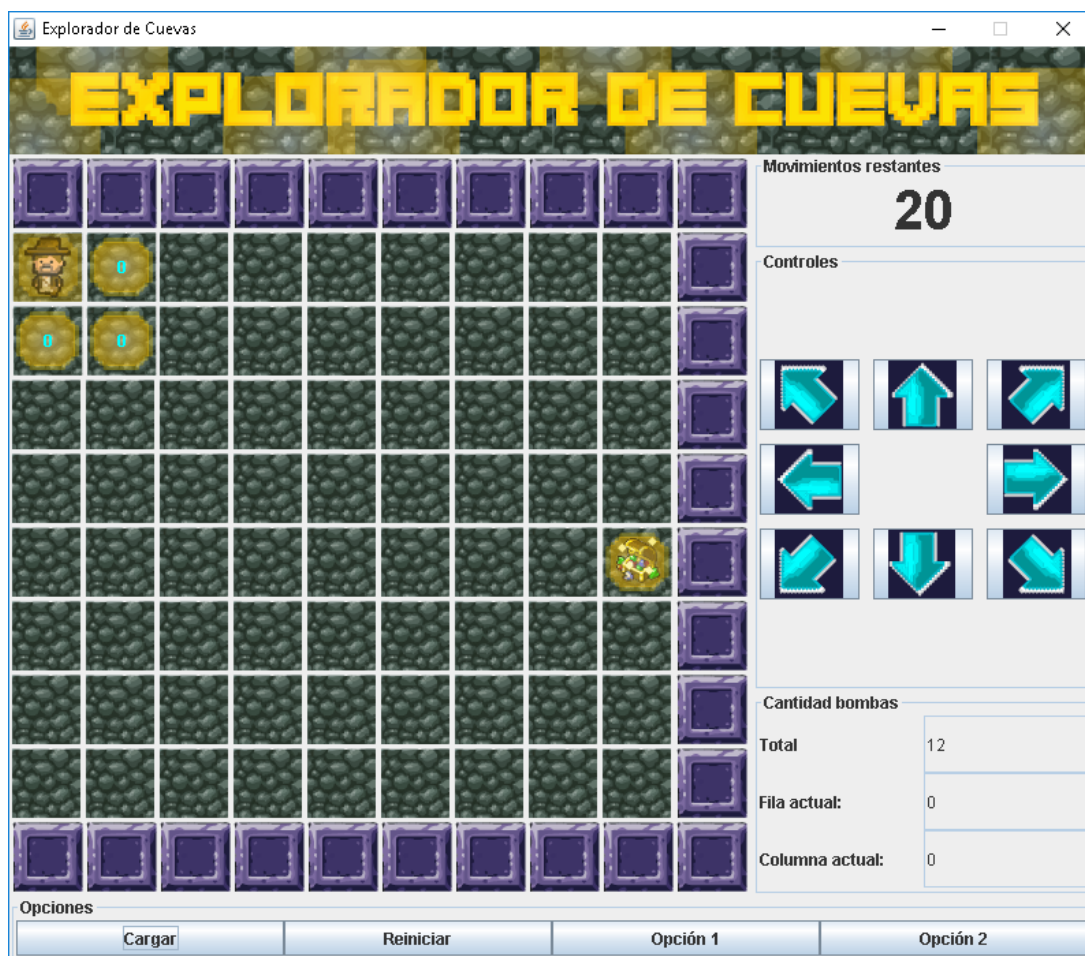 Explorador de Cuevas
EXPLORADOR DE CUEVAS
Movimientos restantes
20
Controles
0
0 0
Cantidad bombas
Total 12
Fila actual: 0
Columna actual: 0
Opciones
Cargar Reiniciar Opción 1 Opción 2